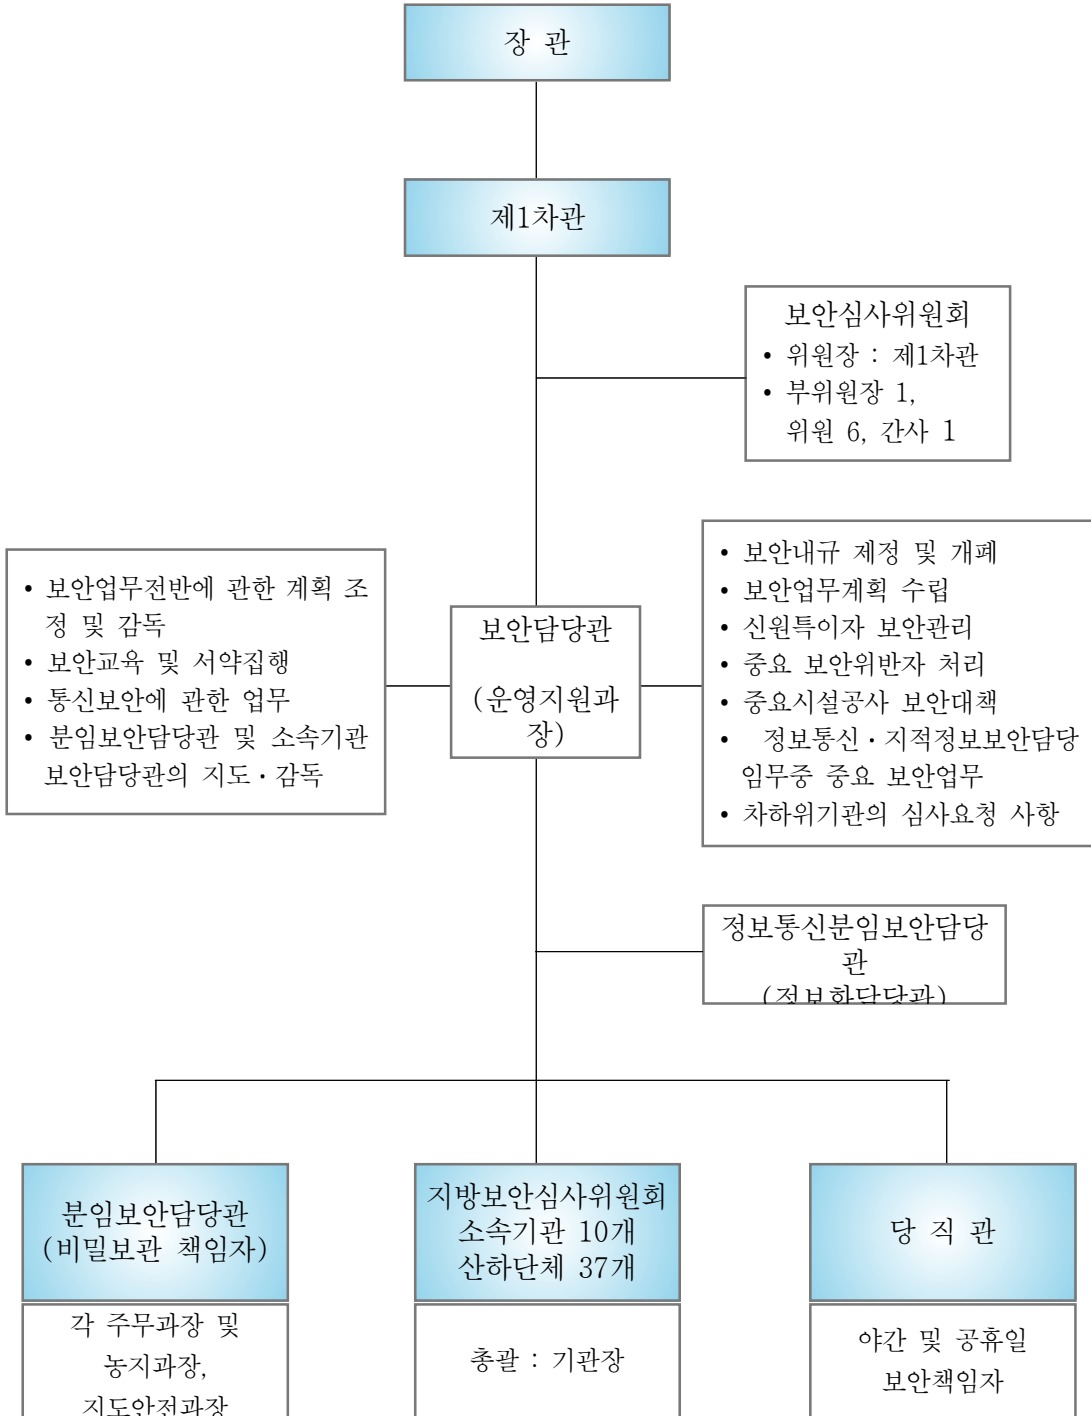 장 관
제1차관
보안심사위원회
• 위원장 : 제1차관
• 부위원장 1,
위원 6, 간사 1
• 보안업무전반에 관한 계획 조
정 및 감독
• 보안교육 및 서약집행
• 통신보안에 관한 업무
• 분임보안담당관 및 소속기관
보안담당관의 지도·감독
보안담당관
(운영지원과
장)
• 보안내규 제정 및 개폐
• 보안업무계획 수립
• 신원특이자 보안관리
• 중요 보안위반자 처리
• 중요시설공사 보안대책
• 정보통신·지적정보보안담당
임무중 중요 보안업무
• 차하위기관의 심사요청 사항
정보통신분임보안담당
관
(정보화담당관)
분임보안담당관
(비밀보관 책임자)
각 주무과장 및
농지과장,
지도안전과장
지방보안심사위원회
소속기관 10개
산하단체 37개
총괄 : 기관장
당 직 관
야간 및 공휴일
보안책임자